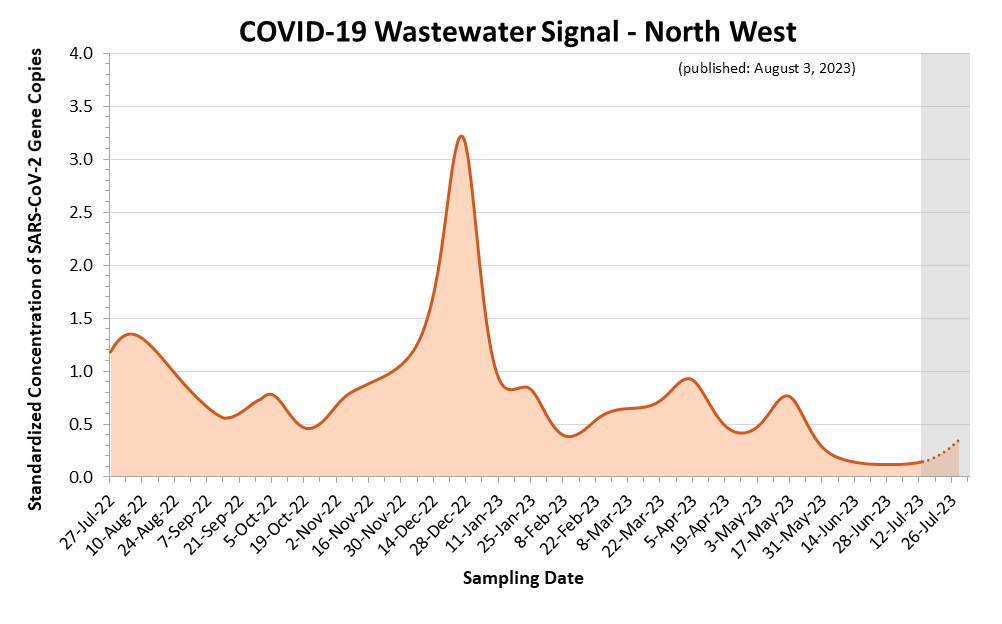 COVID-19 Wastewater Signal - North West
(published: August 3, 2023)
Standardized Concentration of SARS-CoV-2 Gene Copies
4.0
3.5
3.0
2.5
2.0
1.5
1.0
0.5
0.0
27-Jul-22
10-Aug-22
24-Aug-22
7-Sep-22
21-Sep-22
5-Oct-22
19-Oct-22
2-Nov-22
16-Nov-22
30-Nov-22
14-Dec-22
28-Dec-22
11-Jan-23
25-Jan-23
8-Feb-23
22-Feb-23
8-Mar-23
22-Mar-23
5-Apr-23
19-Apr-23
3-May-23
17-May-23
31-May-23
14-Jun-23
28-Jun-23
12-Jul-23
26-Jul-23
Sampling Date